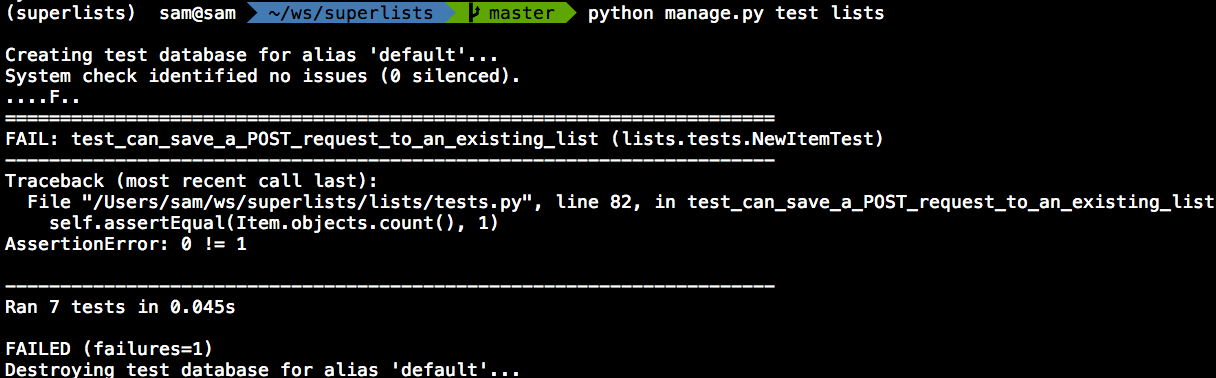 (superlists) sam@sam ~/ws/superlists master python manage.py test lists
Creating test database for alias 'default'...
System check identified no issues (0 silenced).
....F..
======================================================================
FAIL: test_can_save_a_POST_request_to_an_existing_list (lists.tests.NewItemTest)
----------------------------------------------------------------------
Traceback (most recent call last):
  File "/Users/sam/ws/superlists/lists/tests.py", line 82, in test_can_save_a_POST_request_to_an_existing_list
    self.assertEqual(Item.objects.count(), 1)
AssertionError: 0 != 1
----------------------------------------------------------------------
Ran 7 tests in 0.045s
FAILED (failures=1)
Destroying test database for alias 'default'...